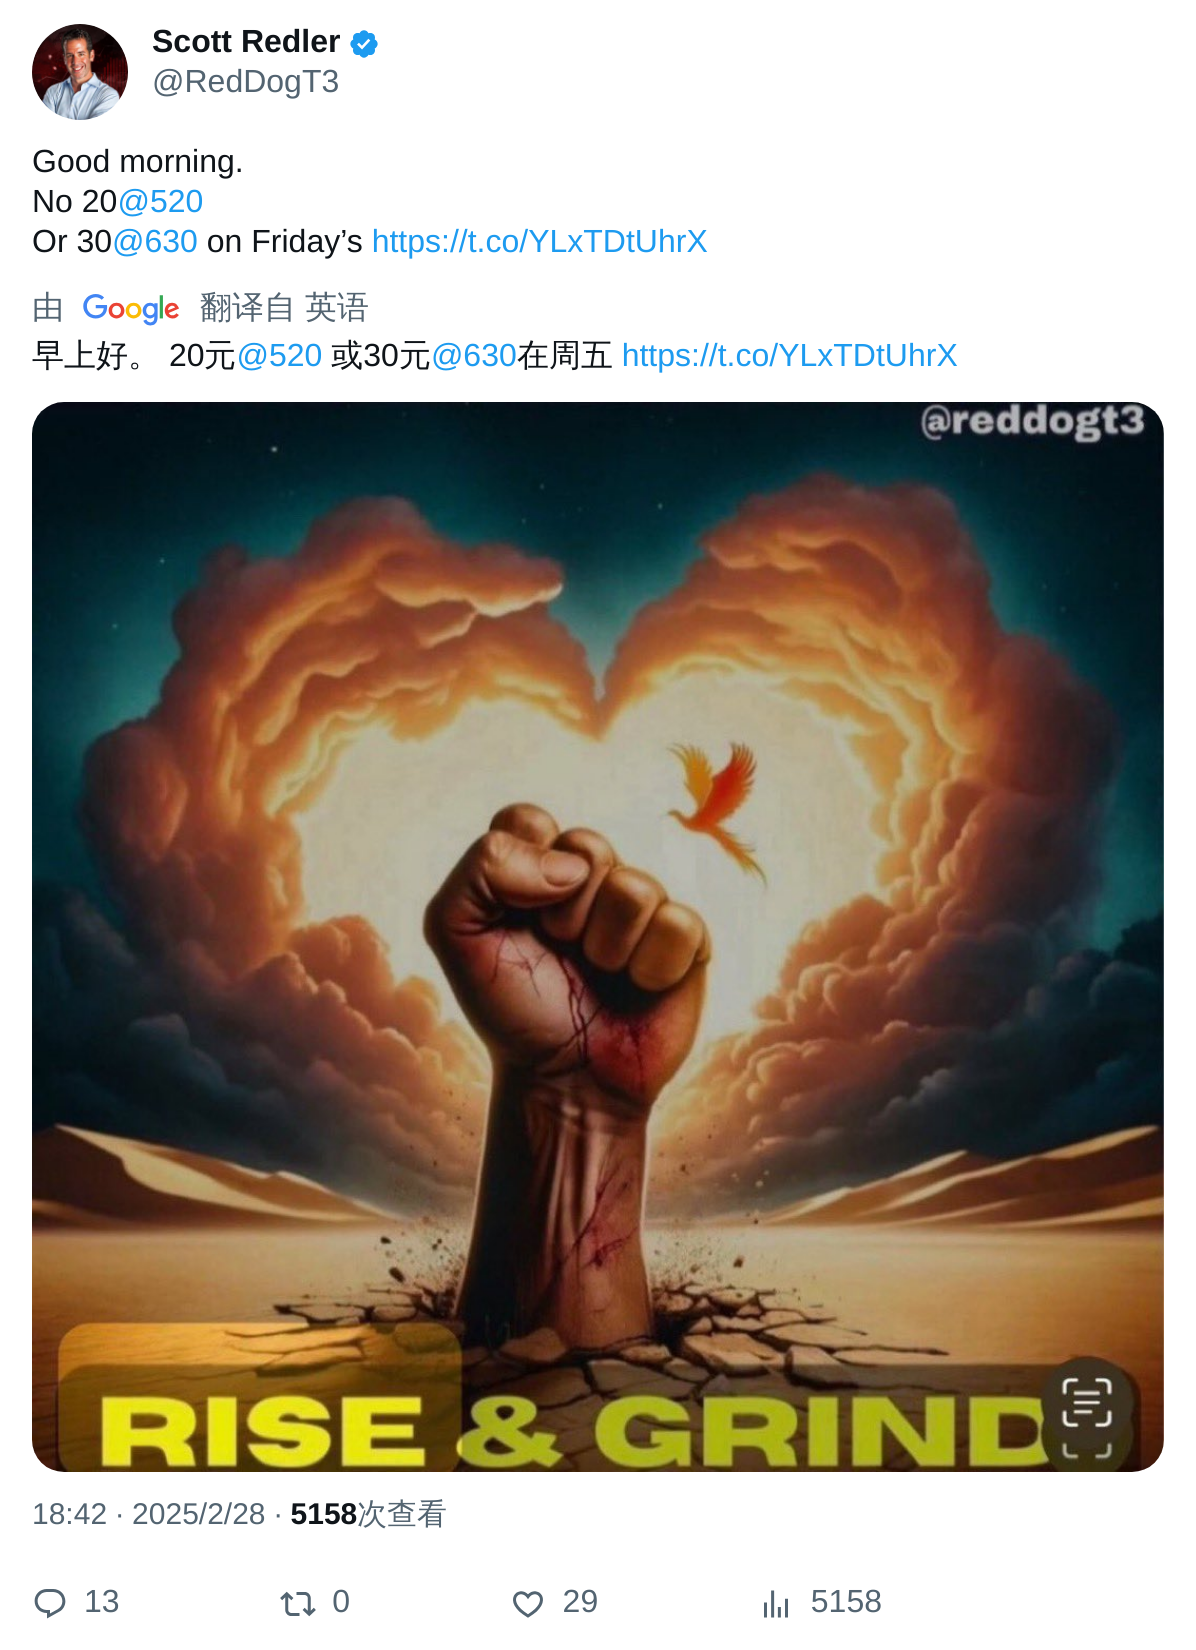 Scott Redler
@RedDogT3
Good morning.
No 20@520
Or 30@630 on Friday’s https://t.co/YLxTDtUhrX
由 Google 翻译自 英语
早上好。 20元@520 或30元@630在周五 https://t.co/YLxTDtUhrX
@reddogt3
RISE & GRIND
18:42 · 2025/2/28 · 5158次查看
13 0 29 5158